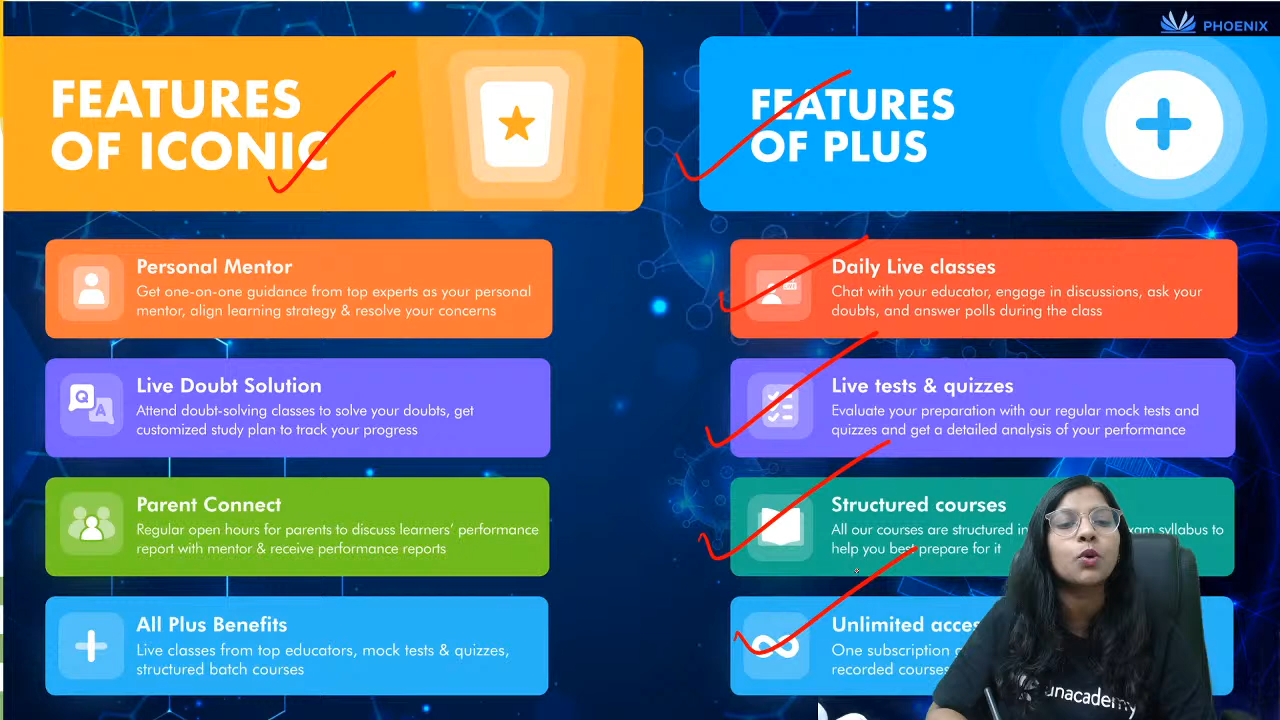 PHOENIX
FEATURES
OF ICONIC
Personal Mentor
Get one-on-one guidance from top experts as your personal
mentor, align learning strategy & resolve your concerns
Live Doubt Solution
Attend doubt-solving classes to solve your doubts, get
customized study plan to track your progress
Parent Connect
Regular open hours for parents to discuss learners' performance
report with mentor & receive performance reports
All Plus Benefits
Live classes from top educators, mock tests & quizzes,
structured batch courses
FEATURES
OF PLUS
Daily Live classes
Chat with your educator, engage in discussions, ask your
doubts, and answer polls during the class
Live tests & quizzes
Evaluate your preparation with our regular mock tests and
quizzes and get a detailed analysis of your performance
Structured courses
All our courses are structured in exam syllabus to
help you best prepare for it
Unlimited
One subscription
recorded courses
unacademy